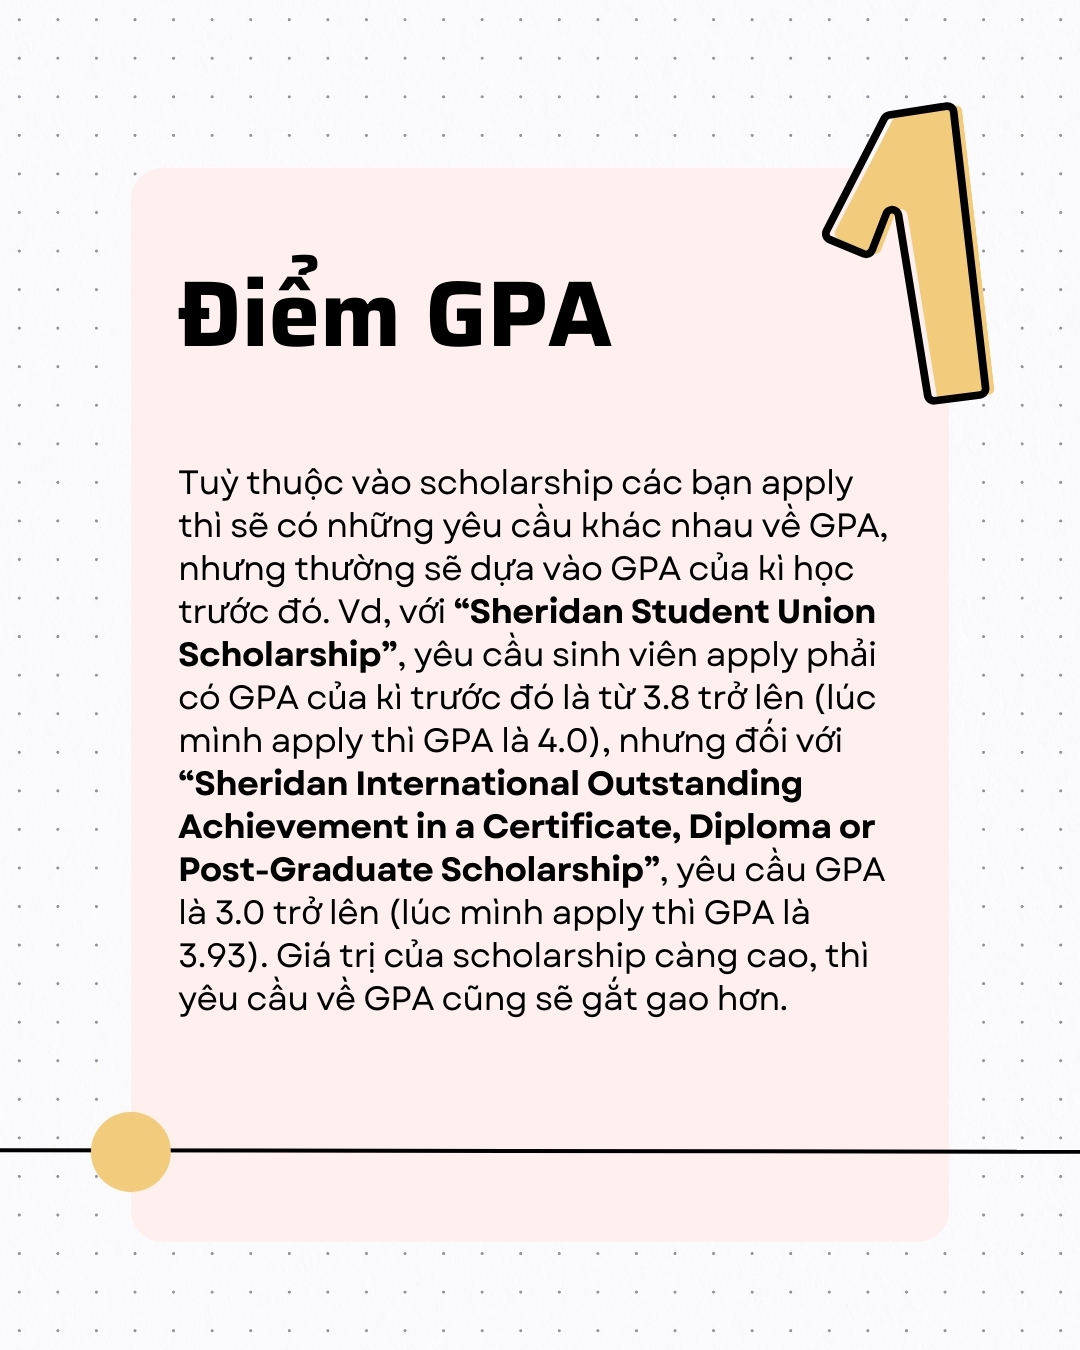 1
Điểm GPA
Tuỳ thuộc vào scholarship các bạn apply
thì sẽ có những yêu cầu khác nhau về GPA,
nhưng thường sẽ dựa vào GPA của kì học
trước đó. Vd, với “Sheridan Student Union
Scholarship”, yêu cầu sinh viên apply phải
có GPA của kì trước đó là từ 3.8 trở lên (lúc
mình apply thì GPA là 4.0), nhưng đối với
“Sheridan International Outstanding
Achievement in a Certificate, Diploma or
Post-Graduate Scholarship”, yêu cầu GPA
là 3.0 trở lên (lúc mình apply thì GPA là
3.93). Giá trị của scholarship càng cao, thì
yêu cầu về GPA cũng sẽ gắt gao hơn.